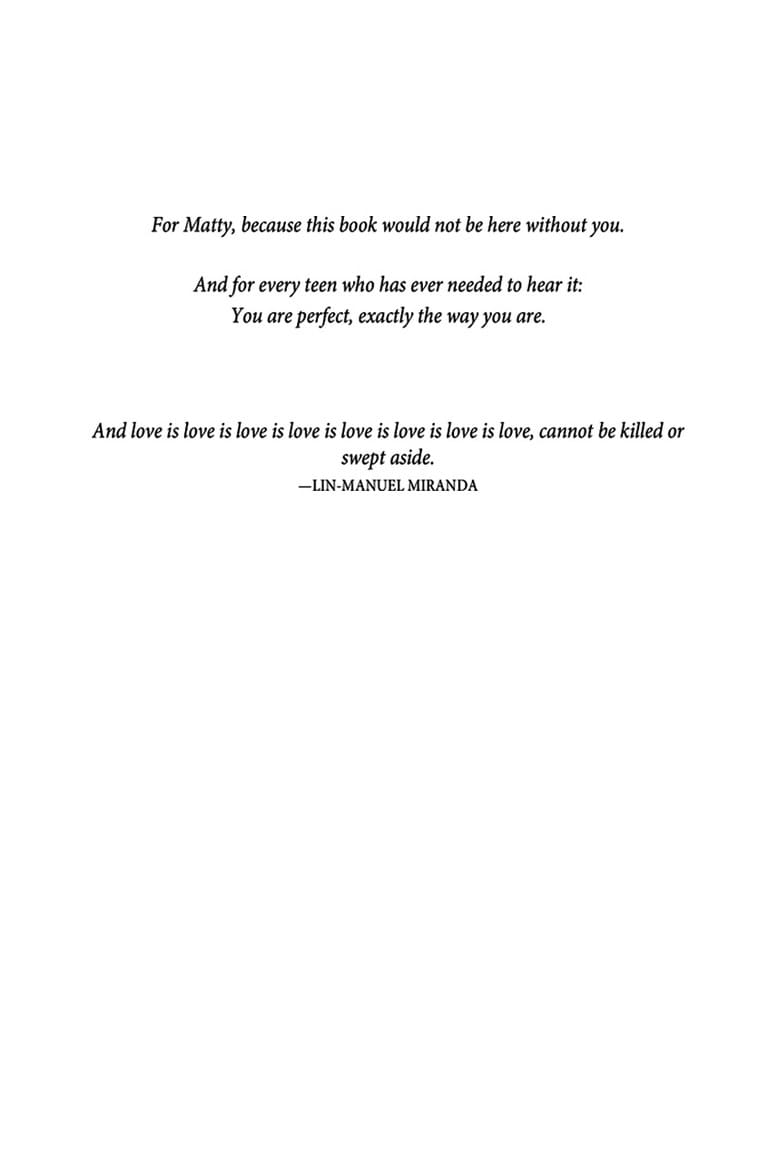 For Matty, because this book would not be here without you.
And for every teen who has ever needed to hear it:
You are perfect, exactly the way you are.
And love is love is love is love is love is love is love is love, cannot be killed or
swept aside.
—LIN-MANUEL MIRANDA